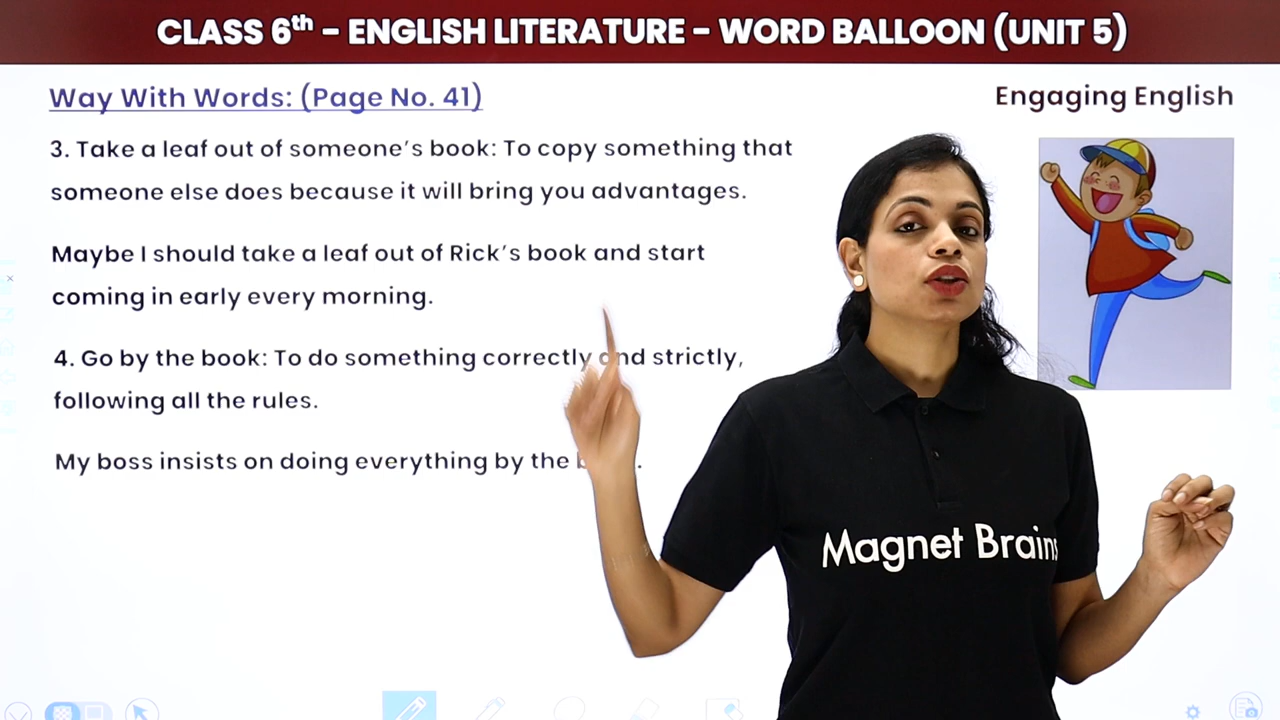 CLASS 6th - ENGLISH LITERATURE - WORD BALLOON (UNIT 5)
Way With Words: (Page No. 41)
Engaging English
3. Take a leaf out of someone's book: To copy something that
someone else does because it will bring you advantages.
Maybe I should take a leaf out of Rick's book and start
coming in early every morning.
4. Go by the book: To do something correctly and strictly,
following all the rules.
My boss insists on doing everything by the
Magnet Brains